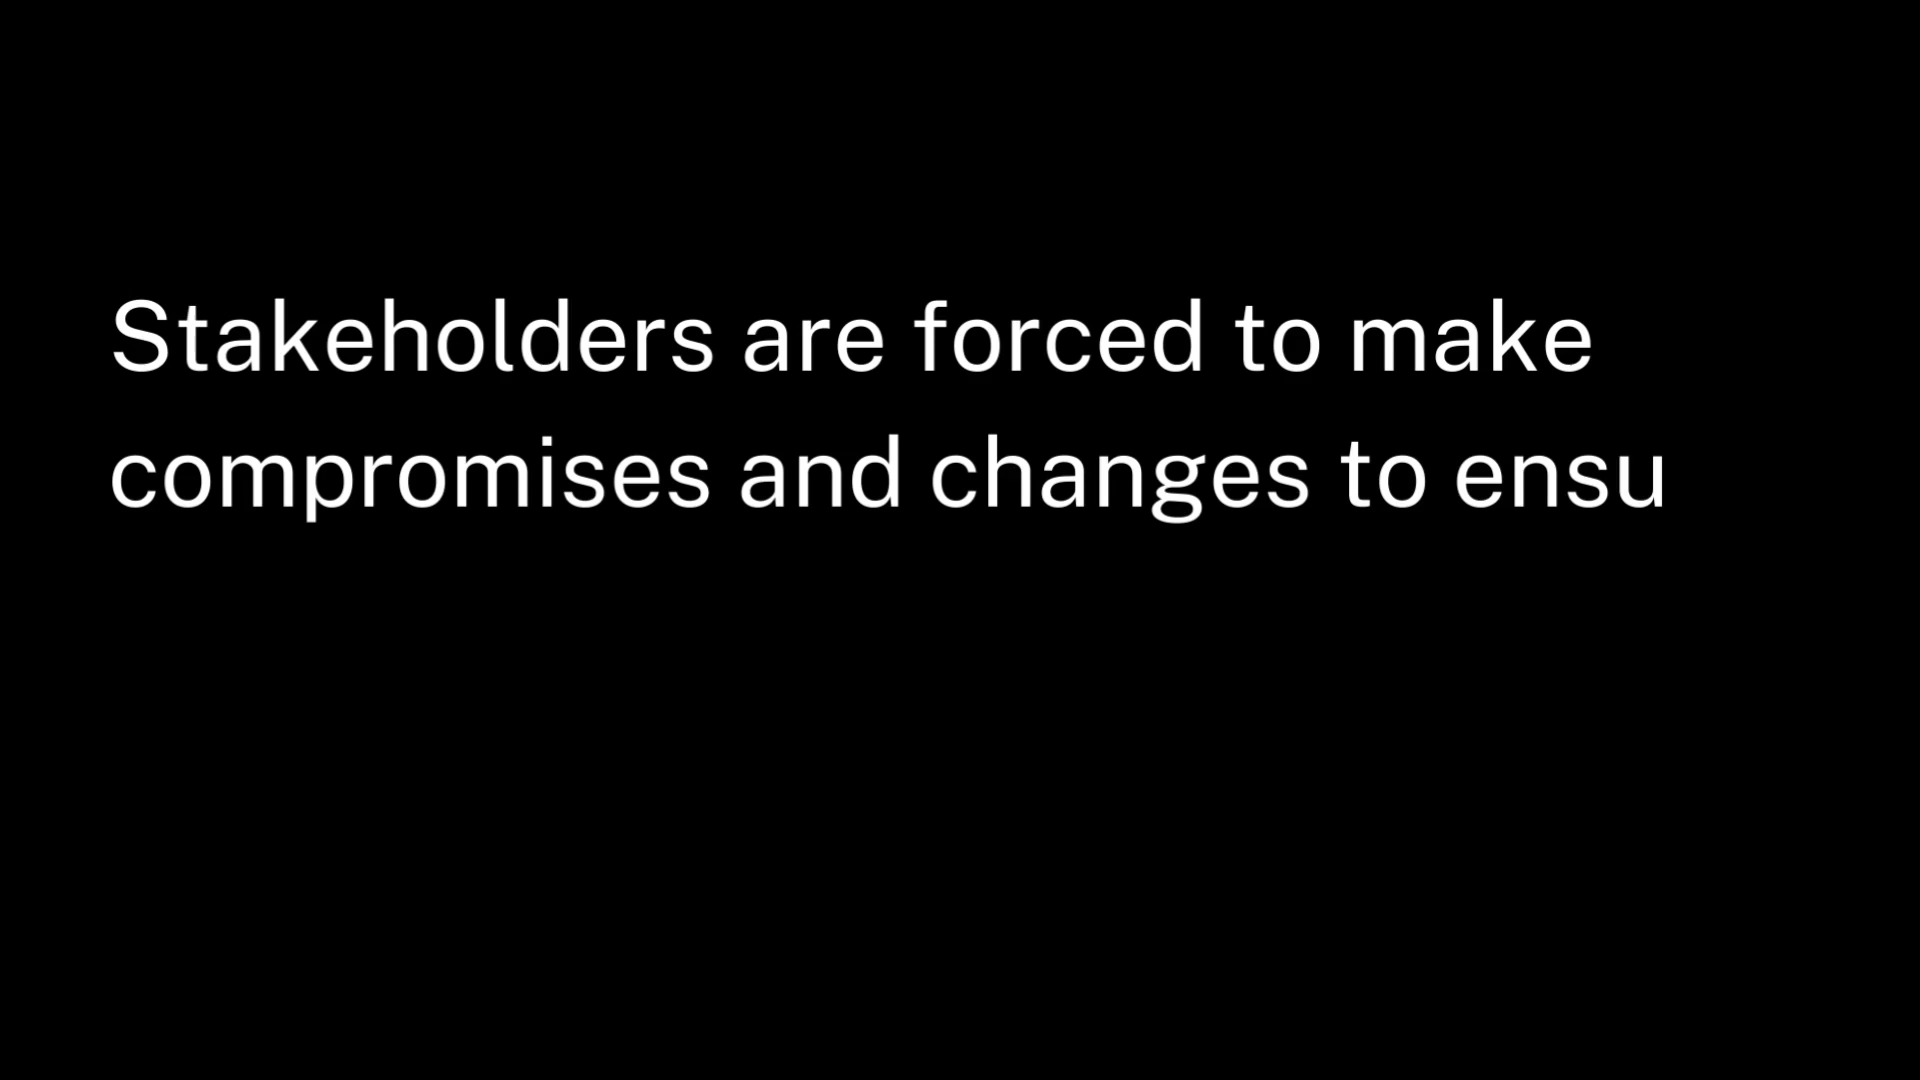 Stakeholders are forced to make
compromises and changes to ensu